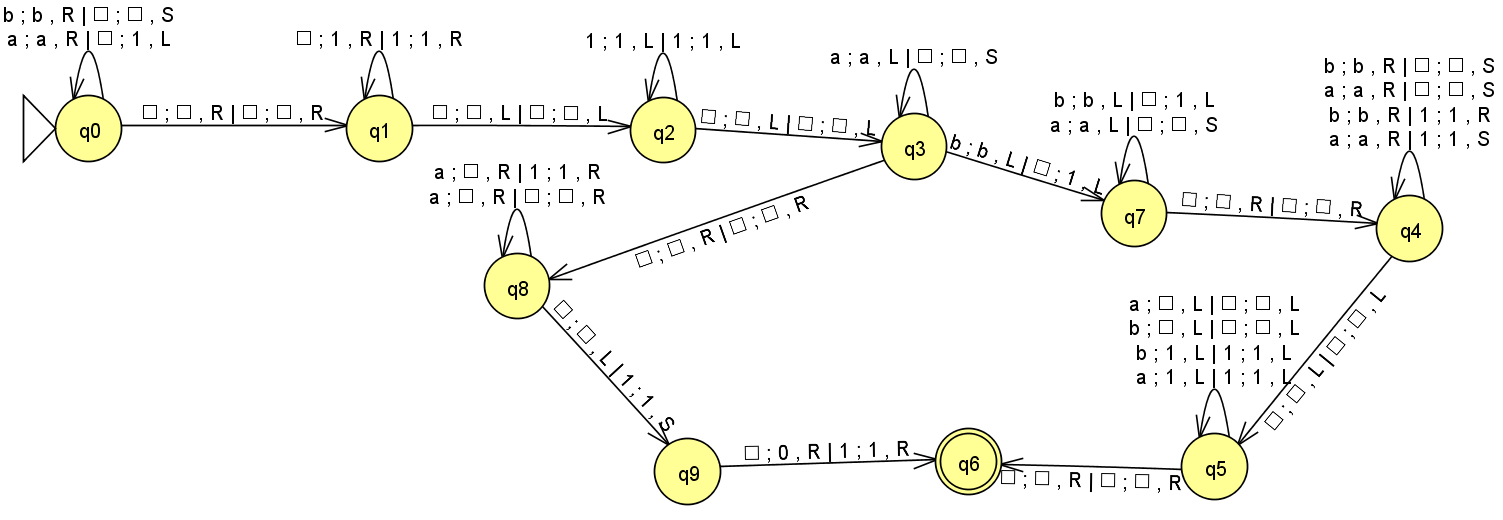 b ; b , R | □ ; □ , S
a ; a , R | □ ; 1 , L
□ ; 1 , R | 1 ; 1 , R
1 ; 1 , L | 1 ; 1 , L
a ; a , L | □ ; □ , S
b ; b , R | □ ; □ , S
a ; a , R | □ ; □ , S
b ; b , R | 1 ; 1 , R
a ; a , R | 1 ; 1 , S
b ; b , L | □ ; 1 , L
a ; a , L | □ ; □ , S
q0
□ ; □ , R | □ ; □ , R
q1
□ ; □ , L | □ ; □ , L
q2
□ ; □ , L | □ ; □ , L
q3
b ; b , L | □ ; 1 , L
q7
□ ; □ , R | □ ; □ , R
q4
a ; □ , R | 1 ; 1 , R
a ; □ , R | □ ; □ , R
□ ; □ , R | □ ; □ , R
q8
□ ; □ , L | 1 ; 1 , S
a ; □ , L | □ ; □ , L
b ; □ , L | □ ; □ , L
b ; 1 , L | 1 ; 1 , L
a ; 1 , L | 1 ; 1 , L
□ ; □ , L | □ ; □ , L
q9
□ ; 0 , R | 1 ; 1 , R
q6
□ ; □ , R | □ ; □ , R
q5